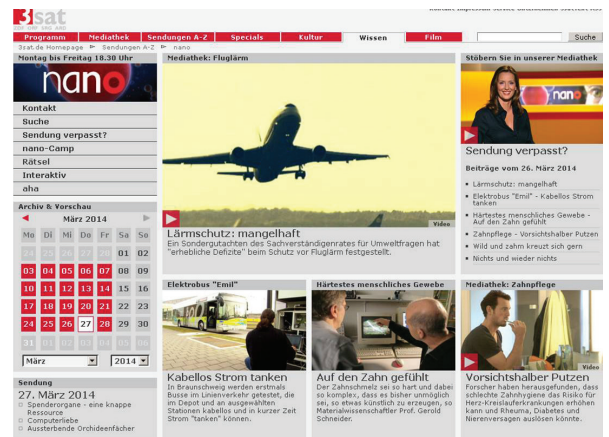 3sat
Programm Mediathek Sendungen A-Z Specials Kultur Wissen Film Suche
3sat.de Homepage Sendungen A-Z nano
Montag bis Freitag 18.30 Uhr
nano
Kontakt
Suche
Sendung verpasst?
nano-Camp
Rätsel
Interaktiv
aha
Archiv & Vorschau
März 2014
Mo Di Mi Do Fr Sa So
24 25 26 27 28 01 02
03 04 05 06 07 08 09
10 11 12 13 14 15 16
17 18 19 20 21 22 23
24 25 26 27 28 29 30
31 01 02 03 04 05 06
März 2014
Sendung
27. März 2014
Spenderorgane - eine knappe
Ressource
Computerliebe
Aussterbende Orchideenfächer
Mediathek: Fluglärm
Video
Lärmschutz: mangelhaft
Ein Sondergutachten des Sachverständigenrates für Umweltfragen hat
"erhebliche Defizite" beim Schutz vor Fluglärm festgestellt.
Elektrobus "Emil"
Kabellos Strom tanken
In Braunschweig werden erstmals
Busse im Linienverkehr getestet, die
im Depot und an ausgewählten
Stationen kabellos und in kurzer Zeit
Strom "tanken" können.
Härtestes menschliches Gewebe
Auf den Zahn gefühlt
Der Zahnschmelz sei so hart und dabei
so komplex, dass es bisher unmöglich
sei, so etwas künstlich zu erzeugen, so
Materialwissenschaftler Prof. Gerold
Schneider.
Stöbern Sie in unserer Mediathek
nano
Sendung verpasst?
Beiträge vom 26. März 2014
Lärmschutz: mangelhaft
Elektrobus "Emil" - Kabellos Strom
tanken
Härtestes menschliches Gewebe -
Auf den Zahn gefühlt
Zahnpflege - Vorsichtshalber Putzen
Wild und zahm kreuzt sich gern
Nichts und wieder nichts
Mediathek: Zahnpflege
Video
Vorsichtshalber Putzen
Forscher haben herausgefunden, dass
schlechte Zahnhygiene das Risiko für
Herz-Kreislauferkrankungen erhöhen
kann und Rheuma, Diabetes und
Nierenversagen auslösen könnte.